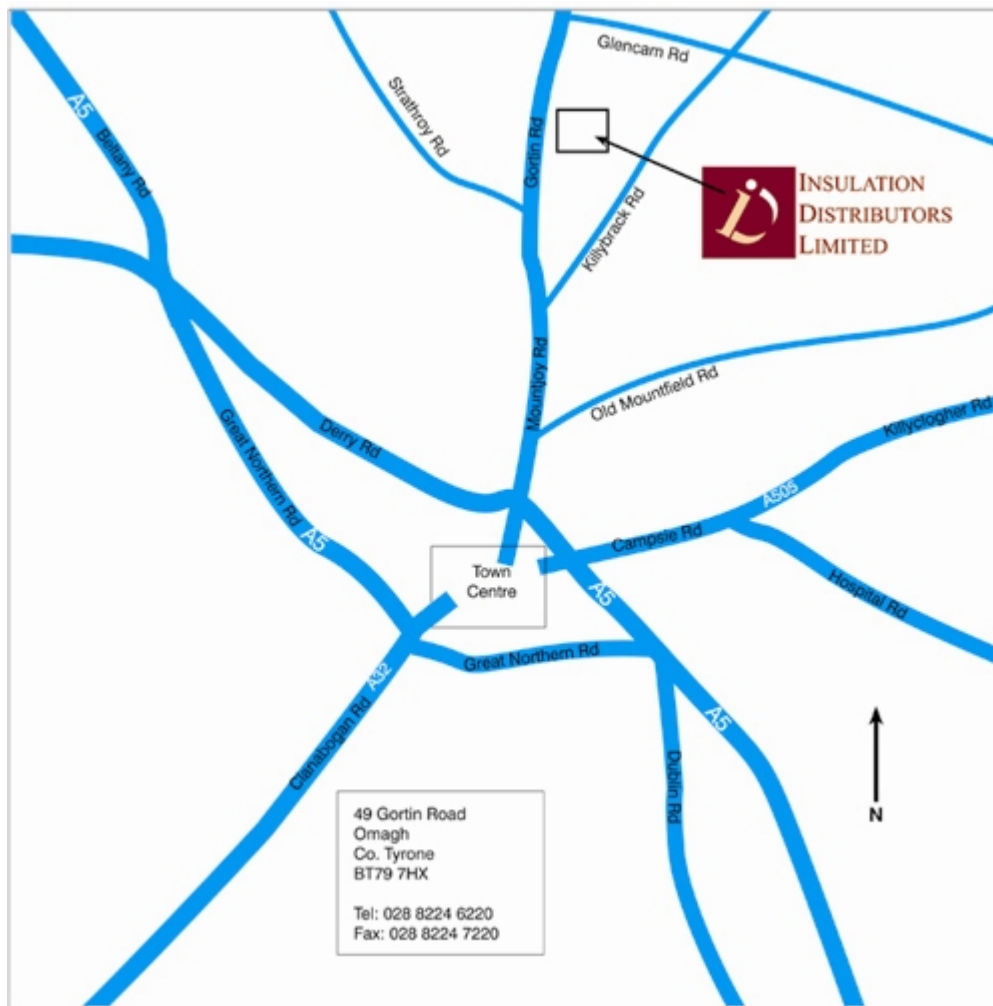 Glencam Rd
A5
Beltany Rd
Strathroy Rd
Gortin Rd
Killybrack Rd
INSULATION
DISTRIBUTORS
LIMITED
Mountjoy Rd
Old Mountfield Rd
Killyclogher Rd
Great Northern Rd
Derry Rd
A5
A505
Campsie Rd
Town
Centre
A5
Hospital Rd
Great Northern Rd
A32
Clanabogan Rd
A5
Dublin Rd
N
49 Gortin Road
Omagh
Co. Tyrone
BT79 7HX
Tel: 028 8224 6220
Fax: 028 8224 7220